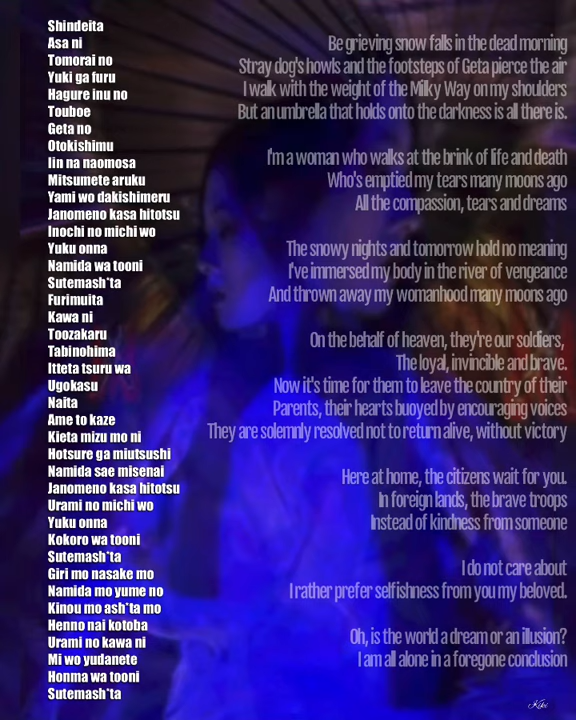 Shindeita
Asa ni
Tomorai no
Yuki ga furu
Hagure inu no
Touboe
Geta no
Otokishimu
Iin na naomosa
Mitsumete aruku
Yami wo dakishimeru
Janomeno kasa hitotsu
Inochi no michi wo
Yuku onna
Namida wa tooni
Sutemash*ta
Furimuita
Kawa ni
Toozakaru
Tabinohima
Itteta tsuru wa
Ugokasu
Naita
Ame to kaze
Kieta mizu mo ni
Hotsure ga miutsushi
Namida sae misenai
Janomeno kasa hitotsu
Urami no michi wo
Yuku onna
Kokoro wa tooni
Sutemash*ta
Giri mo nasake mo
Namida mo yume no
Kinou mo ash*ta mo
Henno nai kotoba
Urami no kawa ni
Mi wo yudanete
Honma wa tooni
Sutemash*ta
Be grieving snow falls in the dead morning
Stray dog's howls and the footsteps of Geta pierce the air
I walk with the weight of the Milky Way on my shoulders
But an umbrella that holds onto the darkness is all there is.
I'm a woman who walks at the brink of life and death
Who's emptied my tears many moons ago
All the compassion, tears and dreams
The snowy nights and tomorrow hold no meaning
I've immersed my body in the river of vengeance
And thrown away my womanhood many moons ago
On the behalf of heaven, they're our soldiers,
The loyal, invincible and brave.
Now it's time for them to leave the country of their
Parents, their hearts buoyed by encouraging voices
They are solemnly resolved not to return alive, without victory
Here at home, the citizens wait for you.
In foreign lands, the brave troops
Instead of kindness from someone
I do not care about
I rather prefer selfishness from you my beloved.
Oh, is the world a dream or an illusion?
I am all alone in a foregone conclusion